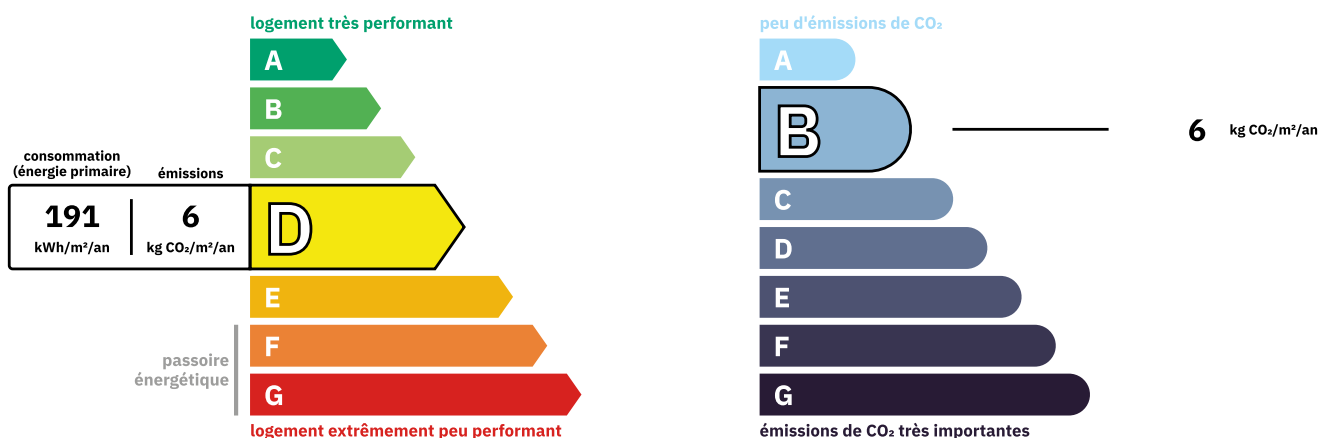 logement très performant
A
B
C
consommation
(énergie primaire)
émissions
191
kWh/m²/an
6
kg CO₂/m²/an
D
E
F
G
passoire
énergétique
logement extrêmement peu performant
peu d'émissions de CO₂
A
B
6 kg CO₂/m²/an
C
D
E
F
G
émissions de CO₂ très importantes